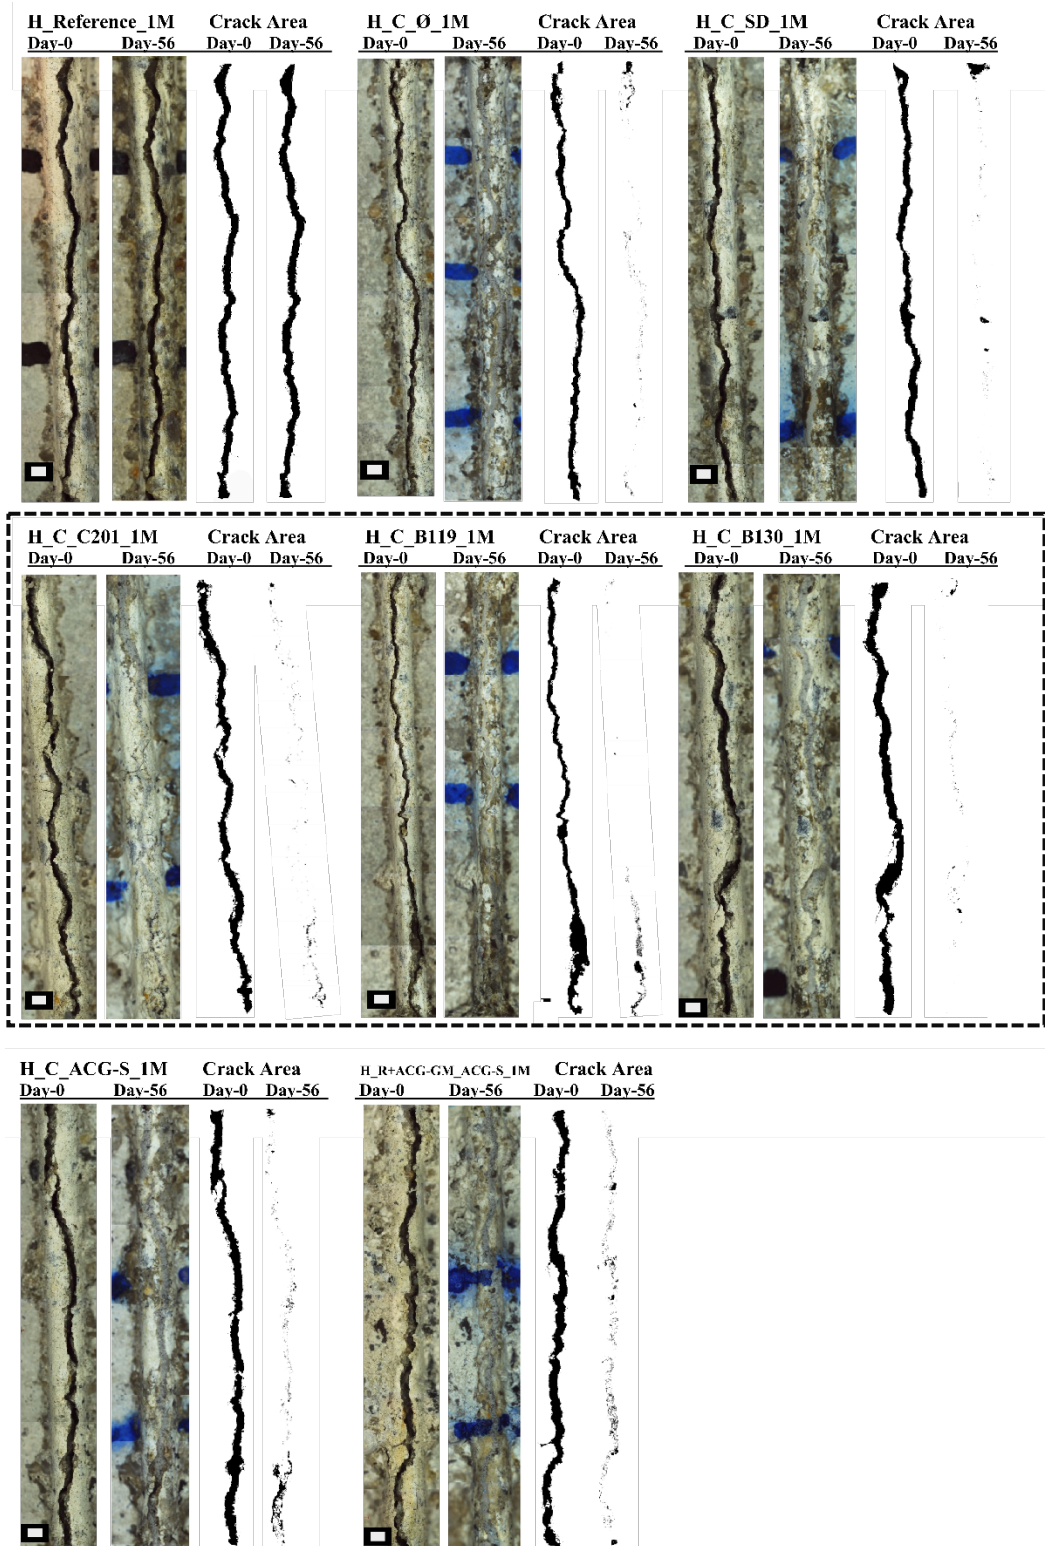 H_Reference_1M Crack Area H_C_Ø_1M Crack Area H_C_SD_1M Crack Area
Day-0 Day-56 Day-0 Day-56 Day-0 Day-56 Day-0 Day-56 Day-0 Day-56 Day-0 Day-56
H_C_C201_1M Crack Area H_C_B119_1M Crack Area H_C_B130_1M Crack Area
Day-0 Day-56 Day-0 Day-56 Day-0 Day-56 Day-0 Day-56 Day-0 Day-56 Day-0 Day-56
H_C_ACG-S_1M Crack Area H_R+ACG-GM_ACG-S_1M Crack Area
Day-0 Day-56 Day-0 Day-56 Day-0 Day-56 Day-0 Day-56